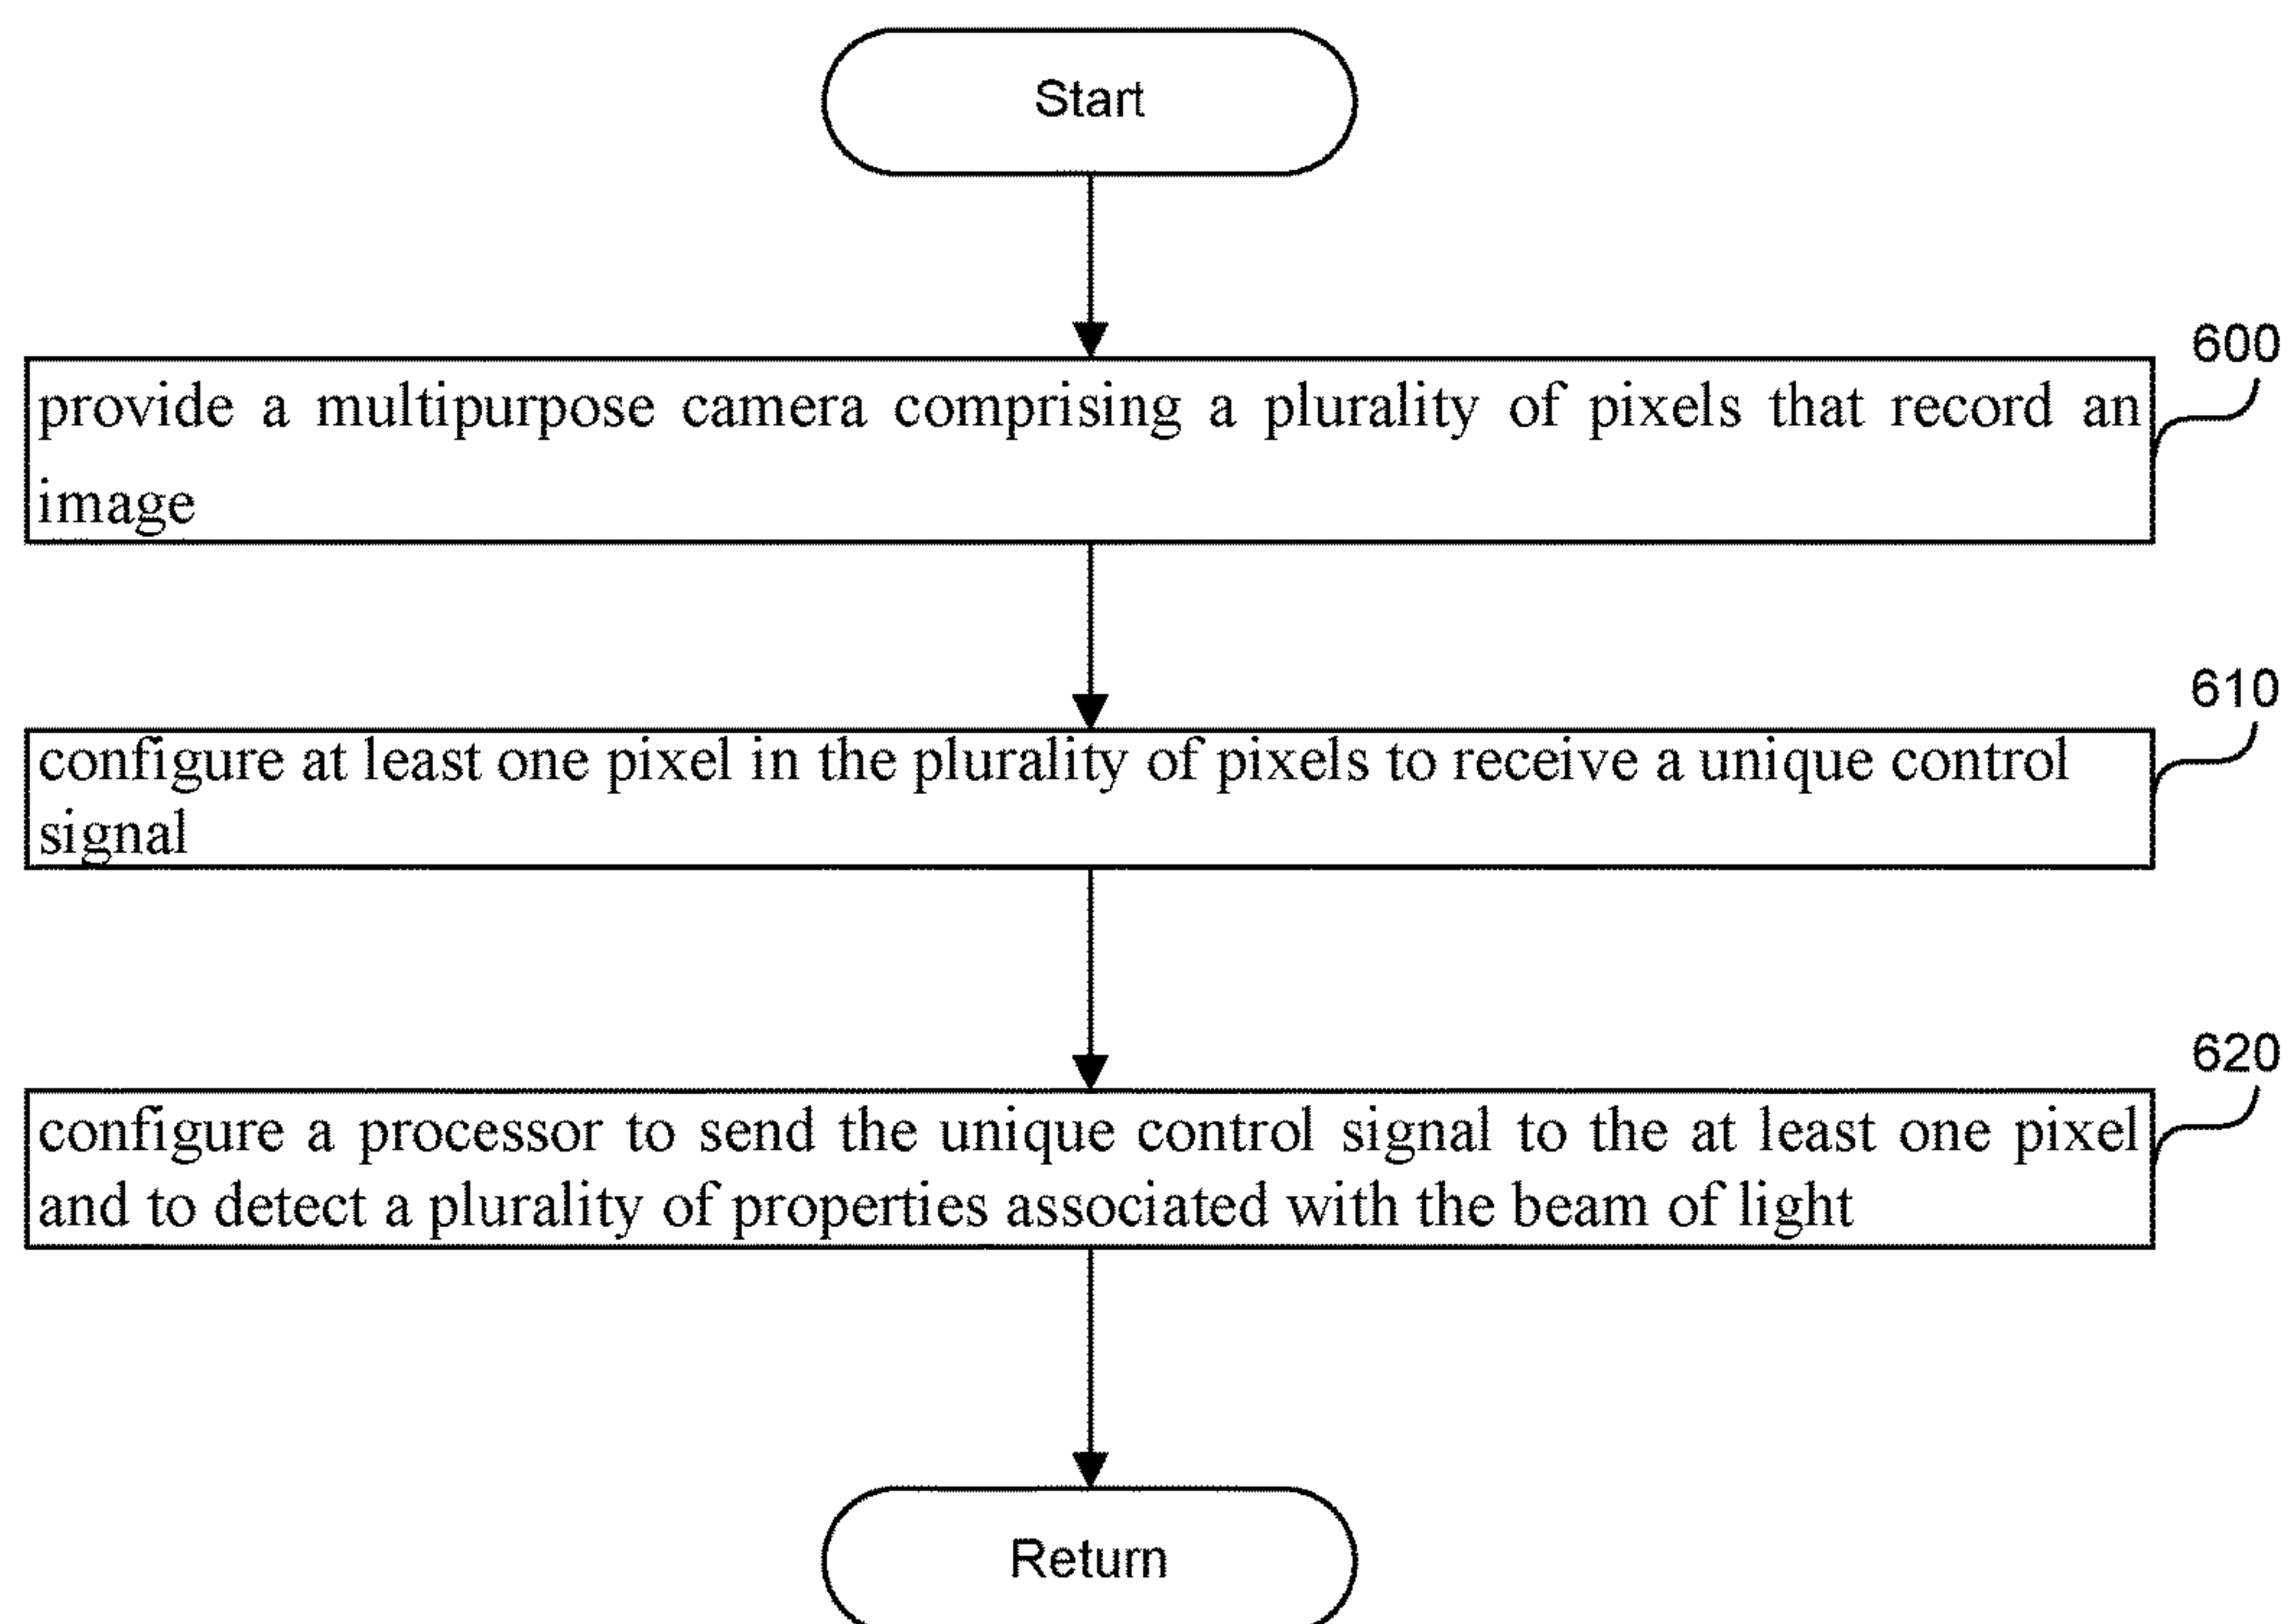 Start
600
provide a multipurpose camera comprising a plurality of pixels that record an
image
610
configure at least one pixel in the plurality of pixels to receive a unique control
signal
620
configure a processor to send the unique control signal to the at least one pixel
and to detect a plurality of properties associated with the beam of light
Return